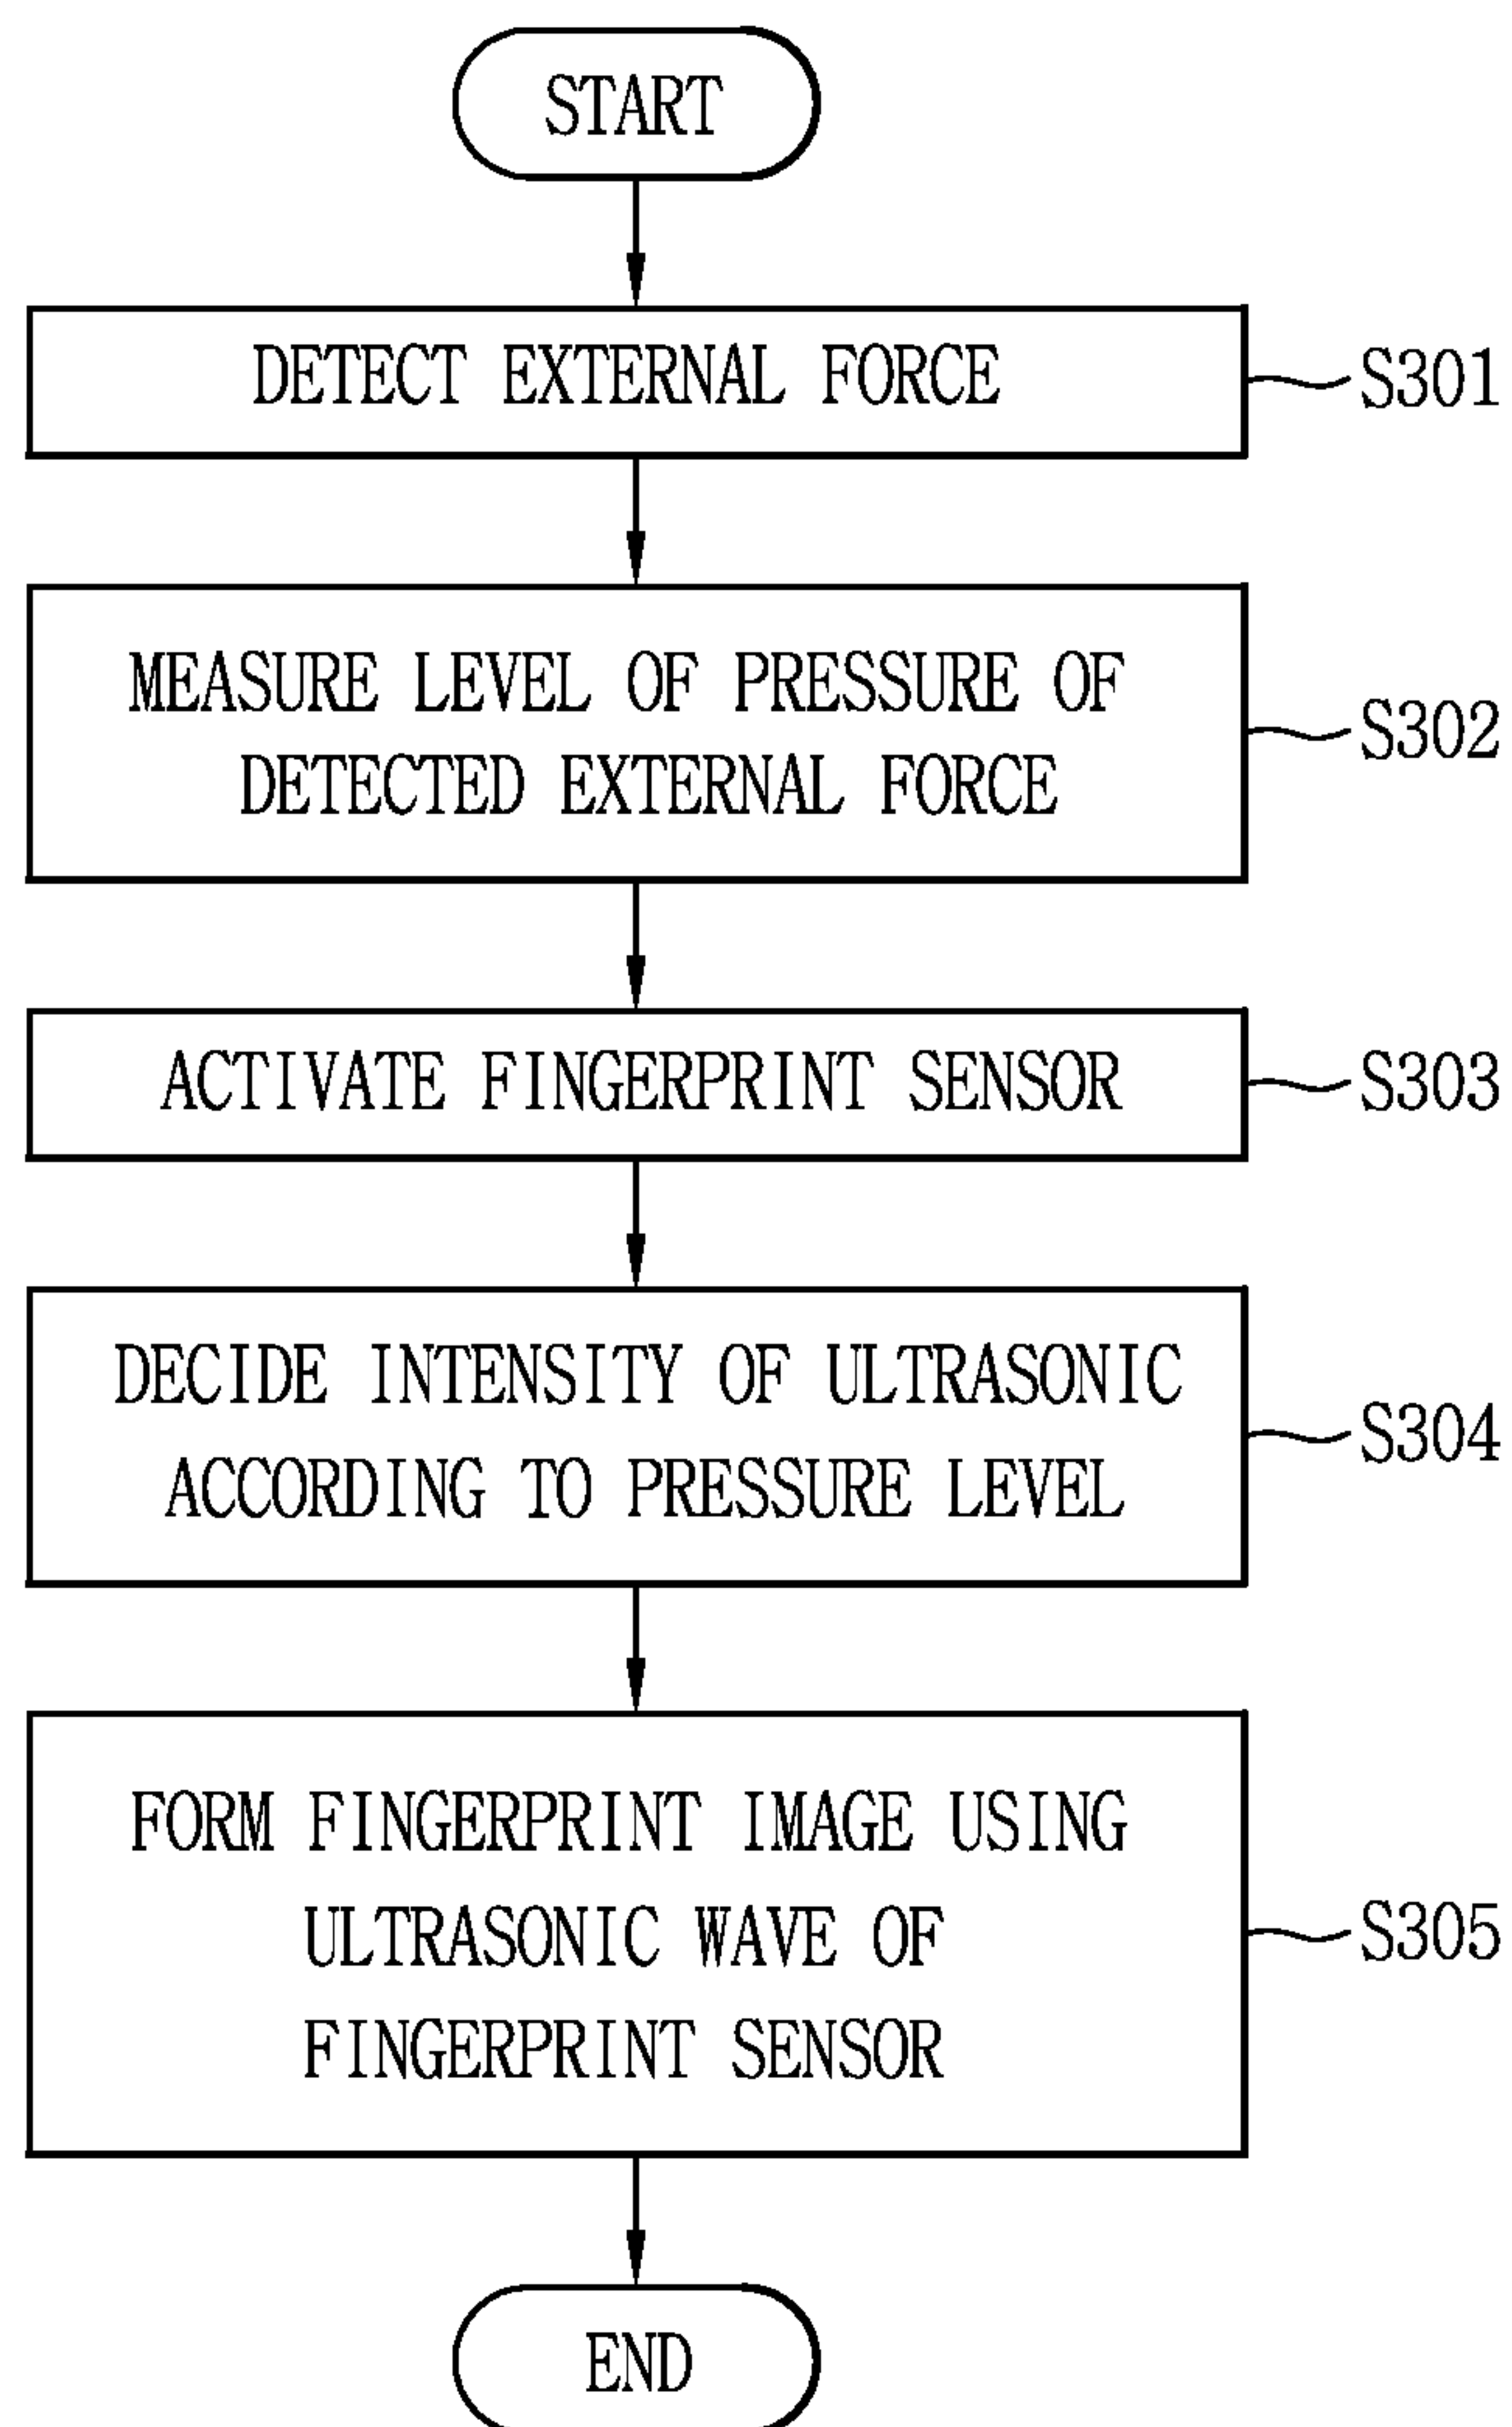 START
DETECT EXTERNAL FORCE
S301
MEASURE LEVEL OF PRESSURE OF
DETECTED EXTERNAL FORCE
S302
ACTIVATE FINGERPRINT SENSOR
S303
DECIDE INTENSITY OF ULTRASONIC
ACCORDING TO PRESSURE LEVEL
S304
FORM FINGERPRINT IMAGE USING
ULTRASONIC WAVE OF
FINGERPRINT SENSOR
S305
END